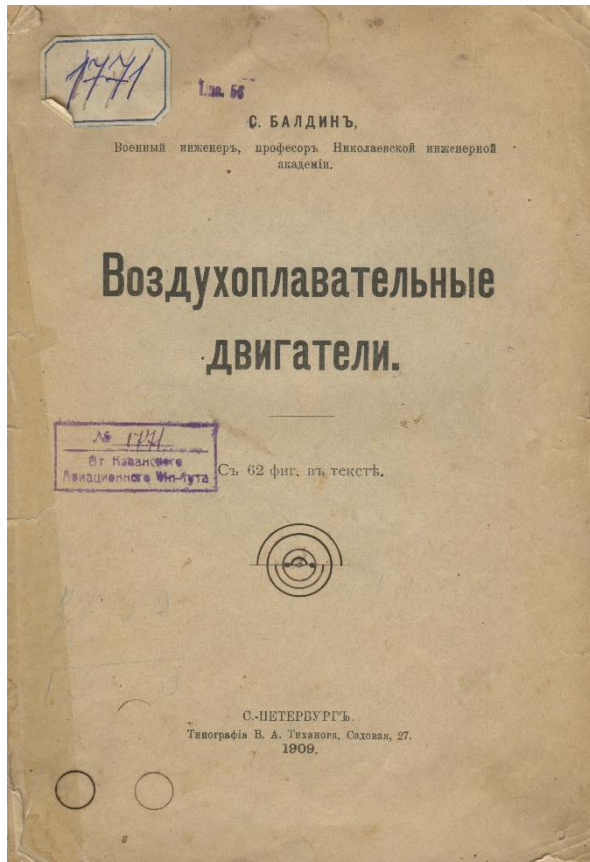 1771
С. БАЛДИНЪ,
Военный инженеръ, професоръ Николаевской инженерной
академіи.
Воздухоплавательные
двигатели.
№ 1771
От Казанского
Авиационного Ин-тута
Съ 62 фиг. въ текстѣ.
С.-ПЕТЕРБУРГЪ.
Типографія В. А. Тиханова, Садовая, 27.
1909.